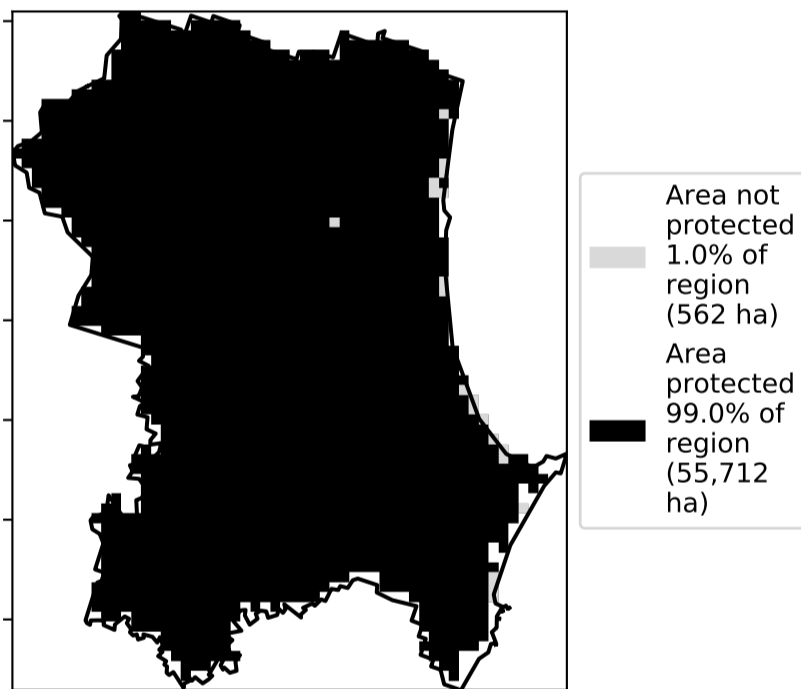 Area not
protected
1.0% of
region
(562 ha)
Area
protected
99.0% of
region
(55,712
ha)